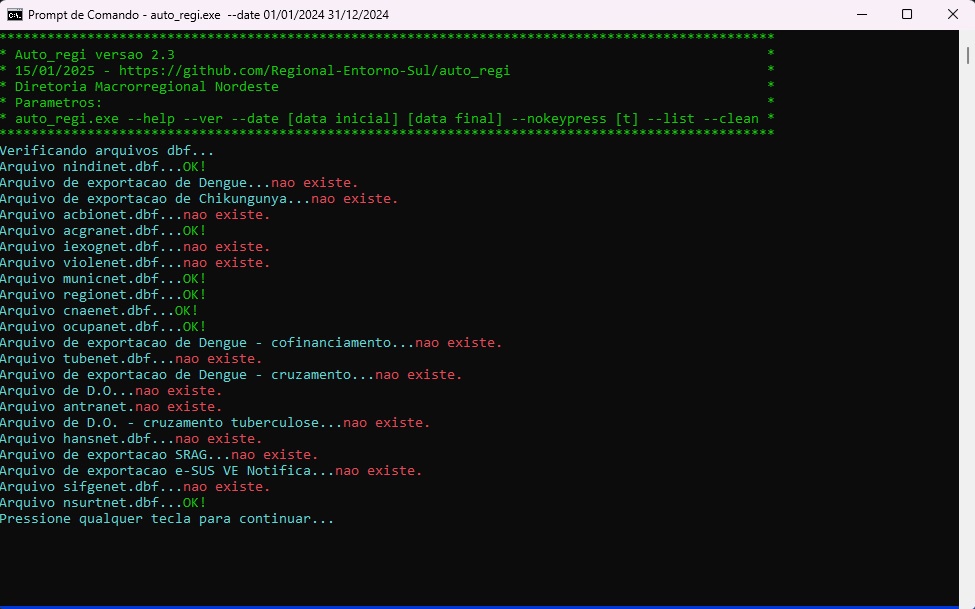 Prompt de Comando - auto_regi.exe  --date 01/01/2024 31/12/2024
*************************************************************************************************
* Auto_regi versao 2.3                                                                          *
* 15/01/2025 - https://github.com/Regional-Entorno-Sul/auto_regi                                *
* Diretoria Macrorregional Nordeste                                                             *
* Parametros:                                                                                   *
* auto_regi.exe --help --ver --date [data inicial] [data final] --nokeypress [t] --list --clean *
*************************************************************************************************
Verificando arquivos dbf...
Arquivo nindinet.dbf...OK!
Arquivo de exportacao de Dengue...nao existe.
Arquivo de exportacao de Chikungunya...nao existe.
Arquivo acbionet.dbf...nao existe.
Arquivo acgranet.dbf...OK!
Arquivo iexognet.dbf...nao existe.
Arquivo violenet.dbf...nao existe.
Arquivo municnet.dbf...OK!
Arquivo regionet.dbf...OK!
Arquivo cnaenet.dbf...OK!
Arquivo ocupanet.dbf...OK!
Arquivo de exportacao de Dengue - cofinanciamento...nao existe.
Arquivo tubenet.dbf...nao existe.
Arquivo de exportacao de Dengue - cruzamento...nao existe.
Arquivo de D.O...nao existe.
Arquivo antranet.nao existe.
Arquivo de D.O. - cruzamento tuberculose...nao existe.
Arquivo hansnet.dbf...nao existe.
Arquivo de exportacao SRAG...nao existe.
Arquivo de exportacao e-SUS VE Notifica...nao existe.
Arquivo sifgenet.dbf...nao existe.
Arquivo nsurtnet.dbf...OK!
Pressione qualquer tecla para continuar...